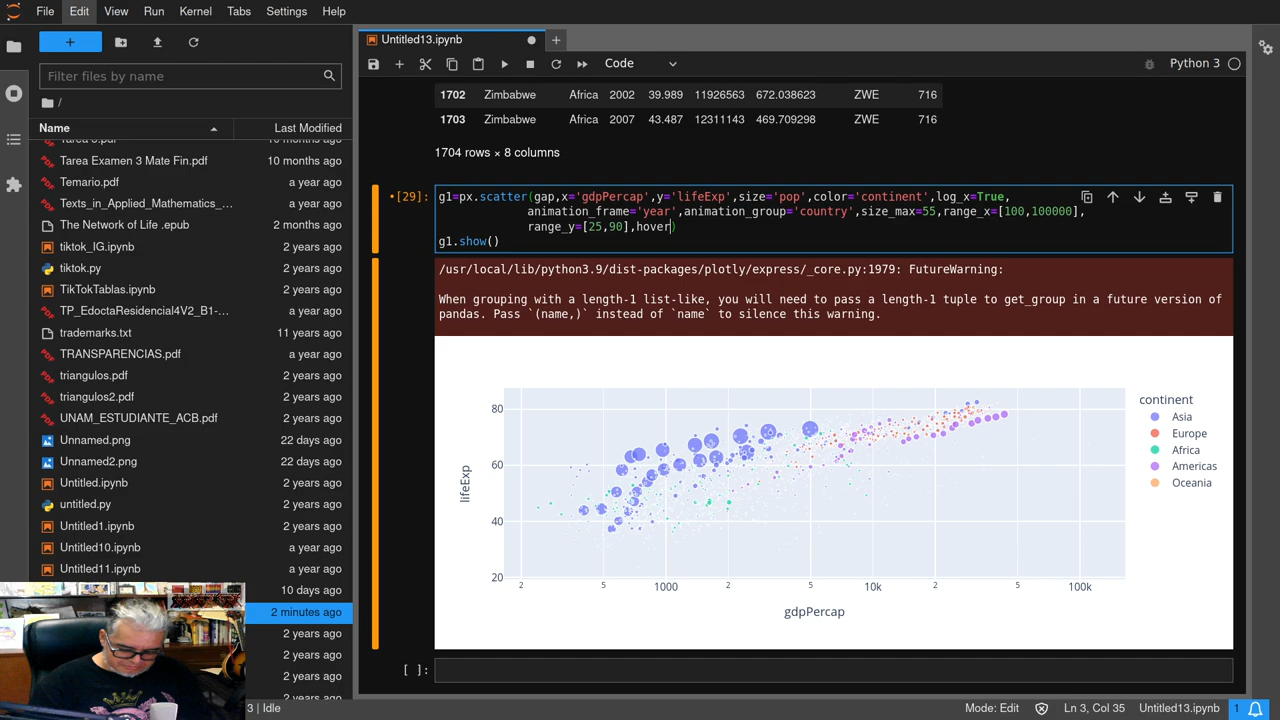 File Edit View Run Kernel Tabs Settings Help
Untitled13.ipynb
Filter files by name
Code
Python 3
/
Name Last Modified
10 months ago
Tarea Examen 3 Mate Fin.pdf 10 months ago
Temario.pdf a year ago
Texts_in_Applied_Mathematics_... a year ago
The Network of Life .epub 2 months ago
tiktok_IG.ipynb 2 years ago
tiktok.py 2 years ago
TikTokTablas.ipynb 2 years ago
TP_EdoctaResidencial4V2_B1-... a year ago
trademarks.txt 11 years ago
TRANSPARENCIAS.pdf a year ago
triangulos.pdf 2 years ago
triangulos2.pdf 2 years ago
UNAM_ESTUDIANTE_ACB.pdf 2 years ago
Unnamed.png 22 days ago
Unnamed2.png 22 days ago
Untitled.ipynb 2 years ago
untitled.py 2 years ago
Untitled1.ipynb 2 years ago
Untitled10.ipynb a year ago
Untitled11.ipynb a year ago
10 days ago
2 minutes ago
2 years ago
2 years ago
2 years ago
2 years ago
1702 Zimbabwe Africa 2002 39.989 11926563 672.038623 ZWE 716
1703 Zimbabwe Africa 2007 43.487 12311143 469.709298 ZWE 716
1704 rows × 8 columns
[29]:
g1=px.scatter(gap,x='gdpPercap',y='lifeExp',size='pop',color='continent',log_x=True,
animation_frame='year',animation_group='country',size_max=55,range_x=[100,100000],
range_y=[25,90],hover)
g1.show()
/usr/local/lib/python3.9/dist-packages/plotly/express/_core.py:1979: FutureWarning:
When grouping with a length-1 list-like, you will need to pass a length-1 tuple to get_group in a future version of
pandas. Pass `(name,)` instead of `name` to silence this warning.
continent
Asia
Europe
Africa
Americas
Oceania
lifeExp
80
60
40
20
2 5 1000 2 5 10k 2 5 100k
gdpPercap
[ ]:
3 | Idle
Mode: Edit Ln 3, Col 35 Untitled13.ipynb 1